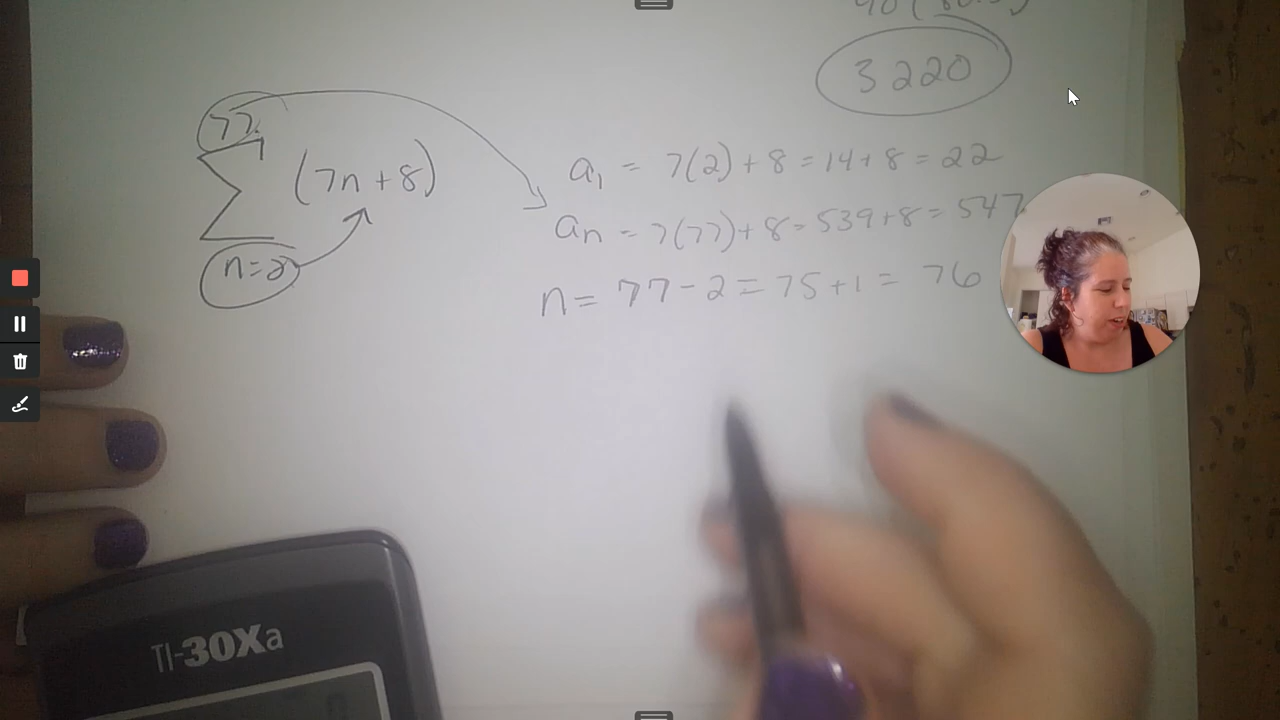 3220
77
Σ (7n+8)
n=2
a₁ = 7(2)+8=14+8=22
aₙ = 7(77)+8=539+8=547
n= 77-2=75+1= 76
TI-30Xa